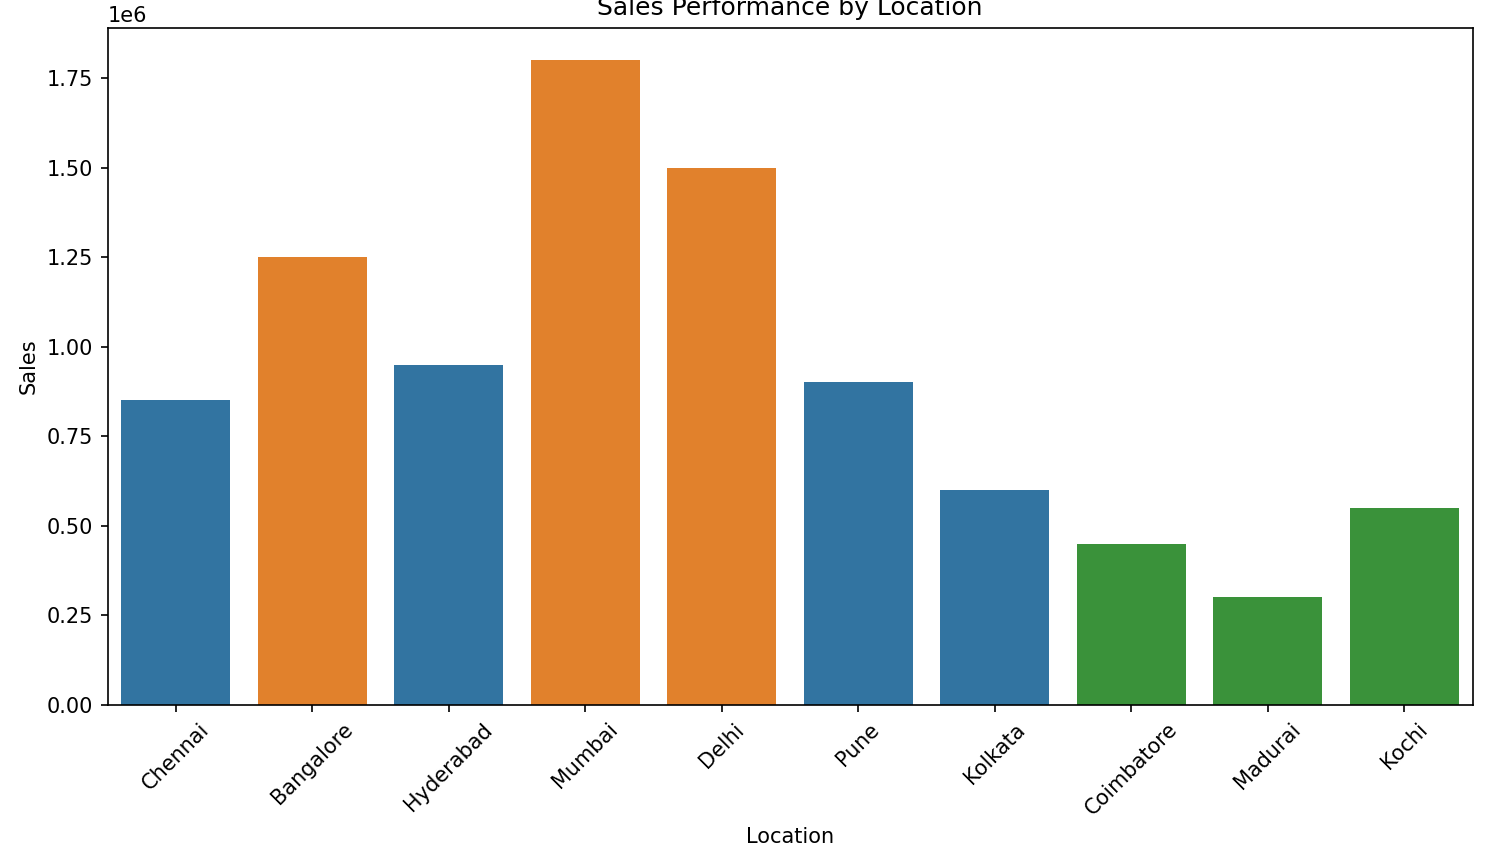 Sales Performance by Location
1e6
1.75
1.50
1.25
1.00
0.75
0.50
0.25
0.00
Sales
Chennai
Bangalore
Hyderabad
Mumbai
Delhi
Pune
Kolkata
Coimbatore
Madurai
Kochi
Location